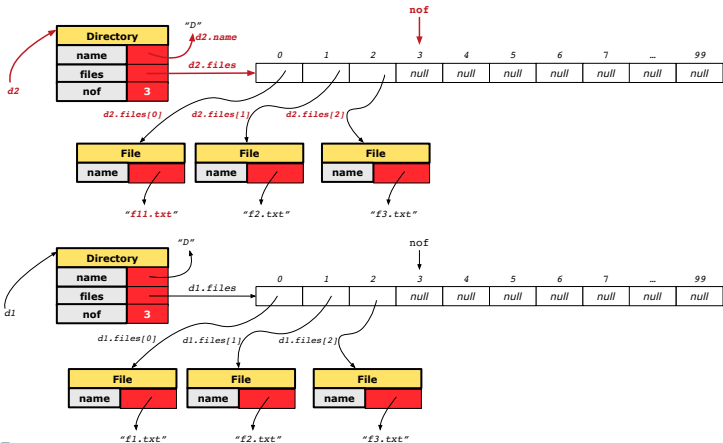 nof
"D"
Directory
d2.name
name
0 1 2 3 4 5 6 7 … 99
d2.files
files
null null null null null null null
d2
nof 3
d2.files[0] d2.files[1] d2.files[2]
File File File
name name name
"f11.txt" "f2.txt" "f3.txt"
"D" nof
Directory
name
0 1 2 3 4 5 6 7 … 99
d1.files
files
null null null null null null null
d1
nof 3
d1.files[0] d1.files[1] d1.files[2]
File File File
name name name
"f1.txt" "f2.txt" "f3.txt"